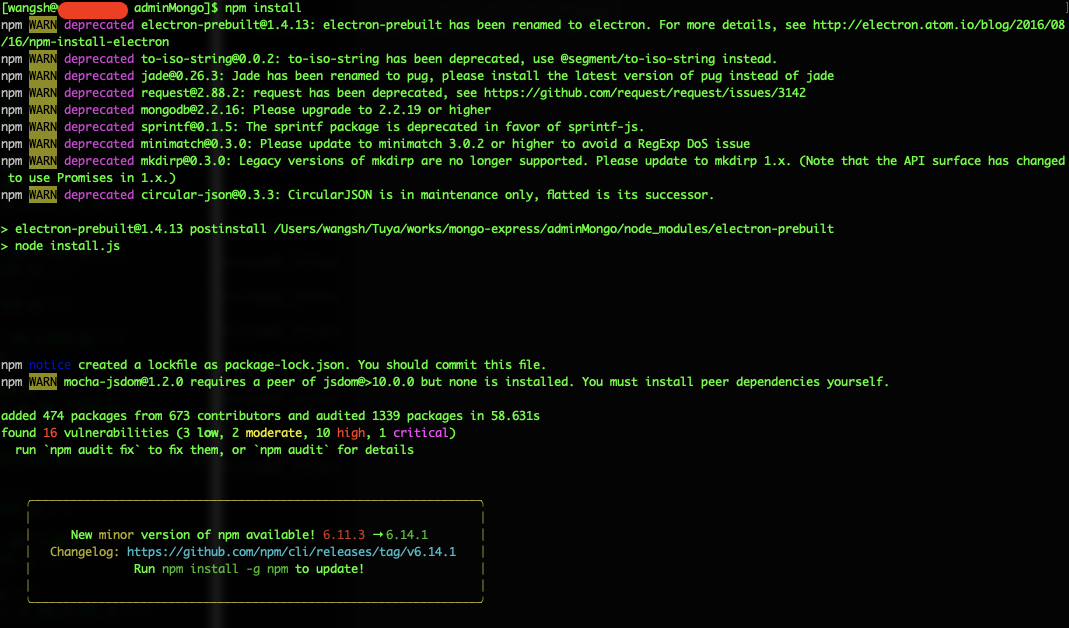 [wangsh@ adminMongo]$ npm install
npm WARN deprecated electron-prebuilt@1.4.13: electron-prebuilt has been renamed to electron. For more details, see http://electron.atom.io/blog/2016/08
/16/npm-install-electron
npm WARN deprecated to-iso-string@0.0.2: to-iso-string has been deprecated, use @segment/to-iso-string instead.
npm WARN deprecated jade@0.26.3: Jade has been renamed to pug, please install the latest version of pug instead of jade
npm WARN deprecated request@2.88.2: request has been deprecated, see https://github.com/request/request/issues/3142
npm WARN deprecated mongodb@2.2.16: Please upgrade to 2.2.19 or higher
npm WARN deprecated sprintf@0.1.5: The sprintf package is deprecated in favor of sprintf-js.
npm WARN deprecated minimatch@0.3.0: Please update to minimatch 3.0.2 or higher to avoid a RegExp DoS issue
npm WARN deprecated mkdirp@0.3.0: Legacy versions of mkdirp are no longer supported. Please update to mkdirp 1.x. (Note that the API surface has changed
to use Promises in 1.x.)
npm WARN deprecated circular-json@0.3.3: CircularJSON is in maintenance only, flatted is its successor.
> electron-prebuilt@1.4.13 postinstall /Users/wangsh/Tuya/works/mongo-express/adminMongo/node_modules/electron-prebuilt
> node install.js
npm notice created a lockfile as package-lock.json. You should commit this file.
npm WARN mocha-jsdom@1.2.0 requires a peer of jsdom@>10.0.0 but none is installed. You must install peer dependencies yourself.
added 474 packages from 673 contributors and audited 1339 packages in 58.631s
found 16 vulnerabilities (3 low, 2 moderate, 10 high, 1 critical)
run `npm audit fix` to fix them, or `npm audit` for details
New minor version of npm available! 6.11.3 → 6.14.1
Changelog: https://github.com/npm/cli/releases/tag/v6.14.1
Run npm install -g npm to update!